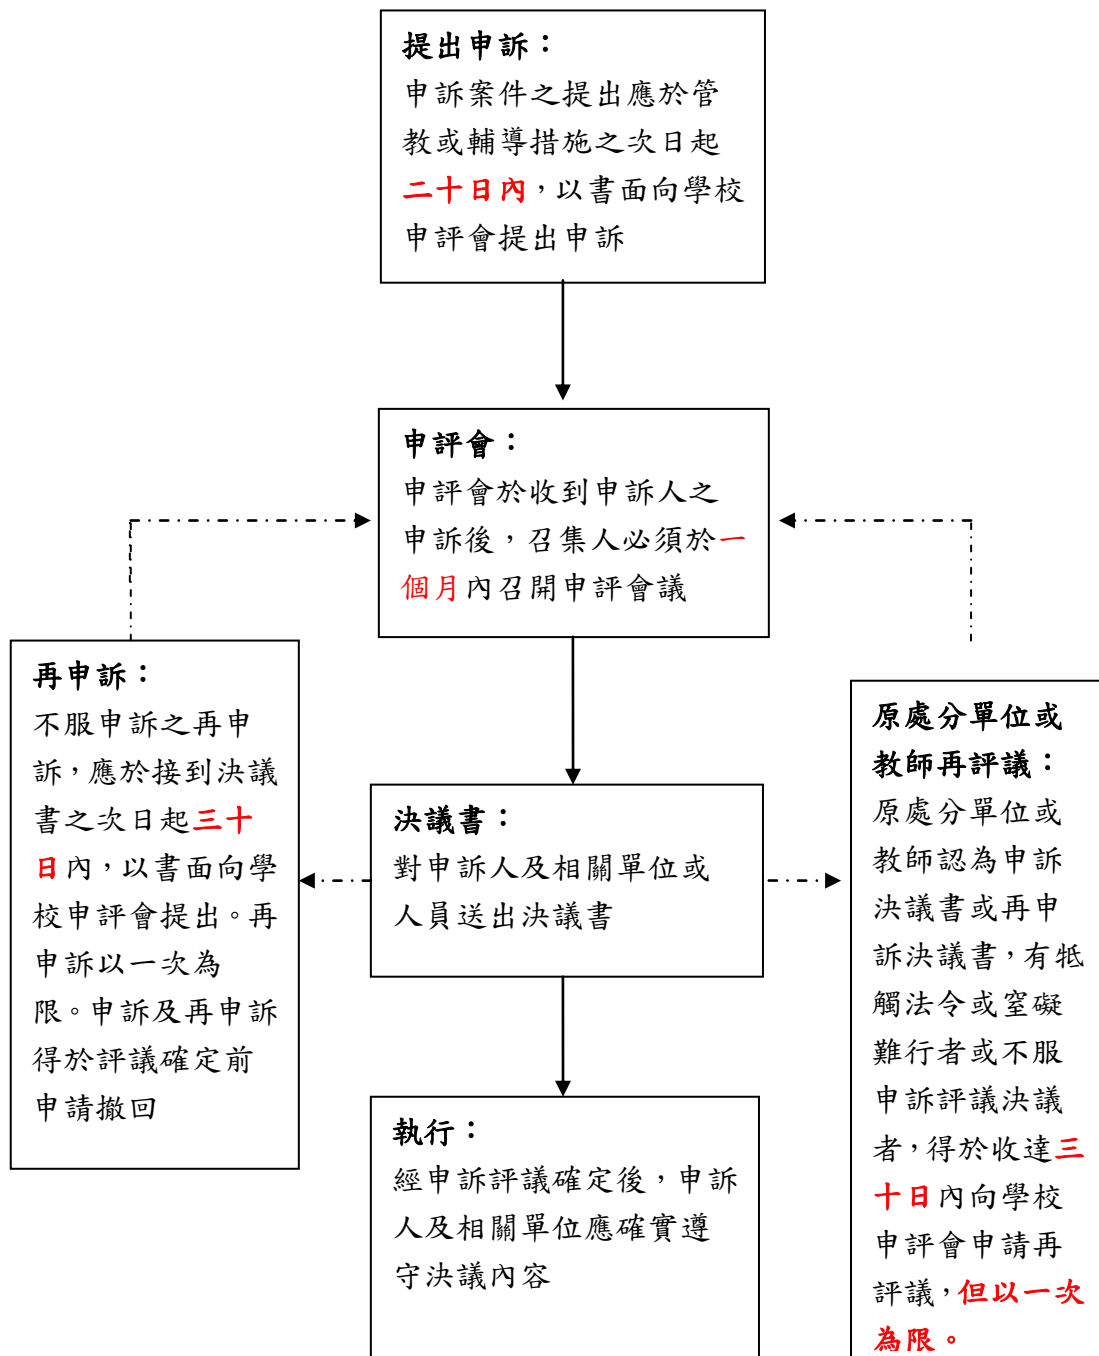 提出申訴：
申訴案件之提出應於管
教或輔導措施之次日起
二十日內，以書面向學校
申評會提出申訴
申評會：
申評會於收到申訴人之
申訴後，召集人必須於一
個月內召開申評會議
再申訴：
不服申訴之再申
訴，應於接到決議
書之次日起三十
日內，以書面向學
校申評會提出。再
申訴以一次為
限。申訴及再申訴
得於評議確定前
申請撤回
決議書：
對申訴人及相關單位或
人員送出決議書
原處分單位或
教師再評議：
原處分單位或
教師認為申訴
決議書或再申
訴決議書，有牴
觸法令或窒礙
難行者或不服
申訴評議決議
者，得於收達三
十日內向學校
申評會申請再
評議，但以一次
為限。
執行：
經申訴評議確定後，申訴
人及相關單位應確實遵
守決議內容